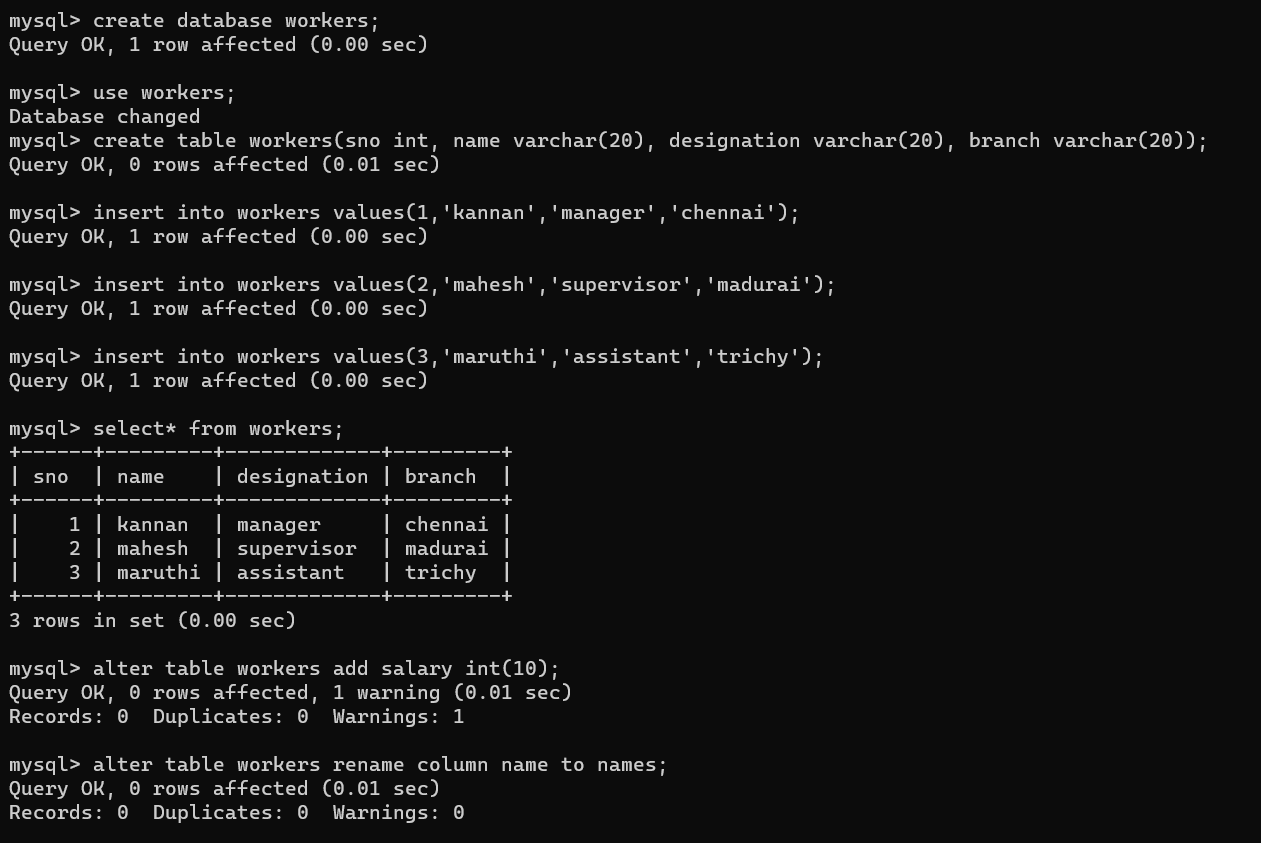 mysql> create database workers;
Query OK, 1 row affected (0.00 sec)

mysql> use workers;
Database changed
mysql> create table workers(sno int, name varchar(20), designation varchar(20), branch varchar(20));
Query OK, 0 rows affected (0.01 sec)

mysql> insert into workers values(1,'kannan','manager','chennai');
Query OK, 1 row affected (0.00 sec)

mysql> insert into workers values(2,'mahesh','supervisor','madurai');
Query OK, 1 row affected (0.00 sec)

mysql> insert into workers values(3,'maruthi','assistant','trichy');
Query OK, 1 row affected (0.00 sec)

mysql> select* from workers;
+------+---------+-------------+---------+
| sno  | name    | designation | branch  |
+------+---------+-------------+---------+
|    1 | kannan  | manager     | chennai |
|    2 | mahesh  | supervisor  | madurai |
|    3 | maruthi | assistant   | trichy  |
+------+---------+-------------+---------+
3 rows in set (0.00 sec)

mysql> alter table workers add salary int(10);
Query OK, 0 rows affected, 1 warning (0.01 sec)
Records: 0  Duplicates: 0  Warnings: 1

mysql> alter table workers rename column name to names;
Query OK, 0 rows affected (0.01 sec)
Records: 0  Duplicates: 0  Warnings: 0